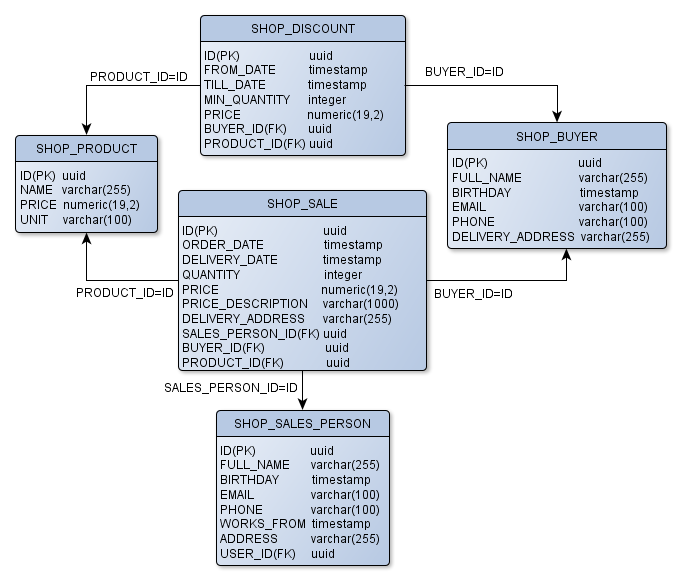 SHOP_DISCOUNT
ID(PK) uuid
FROM_DATE timestamp
TILL_DATE timestamp
MIN_QUANTITY integer
PRICE numeric(19,2)
BUYER_ID(FK) uuid
PRODUCT_ID(FK) uuid
PRODUCT_ID=ID
BUYER_ID=ID
SHOP_PRODUCT
ID(PK) uuid
NAME varchar(255)
PRICE numeric(19,2)
UNIT varchar(100)
SHOP_BUYER
ID(PK) uuid
FULL_NAME varchar(255)
BIRTHDAY timestamp
EMAIL varchar(100)
PHONE varchar(100)
DELIVERY_ADDRESS varchar(255)
SHOP_SALE
ID(PK) uuid
ORDER_DATE timestamp
DELIVERY_DATE timestamp
QUANTITY integer
PRICE numeric(19,2)
PRICE_DESCRIPTION varchar(1000)
DELIVERY_ADDRESS varchar(255)
SALES_PERSON_ID(FK) uuid
BUYER_ID(FK) uuid
PRODUCT_ID(FK) uuid
PRODUCT_ID=ID
BUYER_ID=ID
SALES_PERSON_ID=ID
SHOP_SALES_PERSON
ID(PK) uuid
FULL_NAME varchar(255)
BIRTHDAY timestamp
EMAIL varchar(100)
PHONE varchar(100)
WORKS_FROM timestamp
ADDRESS varchar(255)
USER_ID(FK) uuid